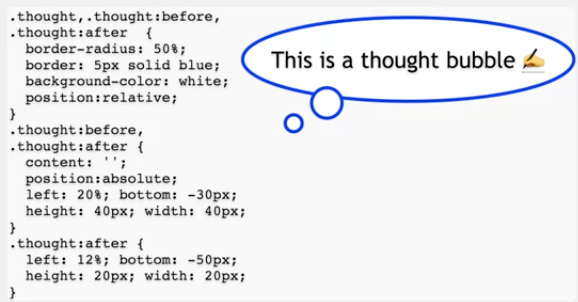 .thought,.thought:before,
.thought:after  {
  border-radius: 50%;
  border: 5px solid blue;
  background-color: white;
  position:relative;
}
.thought:before,
.thought:after {
  content: '';
  position:absolute;
  left: 20%; bottom: -30px;
  height: 40px; width: 40px;
}
.thought:after {
  left: 12%; bottom: -50px;
  height: 20px; width: 20px;
}
This is a thought bubble ✍️